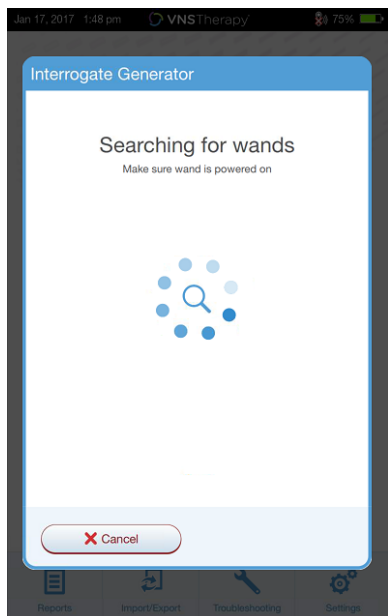 Jan 17, 2017 1:48 pm VNSTherapy 75%
Interrogate Generator
Searching for wands
Make sure wand is powered on
Cancel
Reports Import/Export Troubleshooting Settings